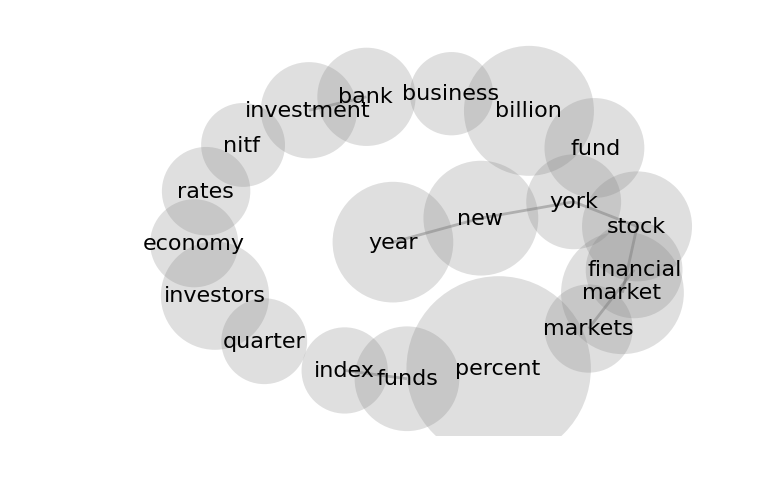 business
bank
investment
billion
nitf
fund
rates
york
new
stock
year
economy
financial
market
investors
markets
quarter
percent
index
funds